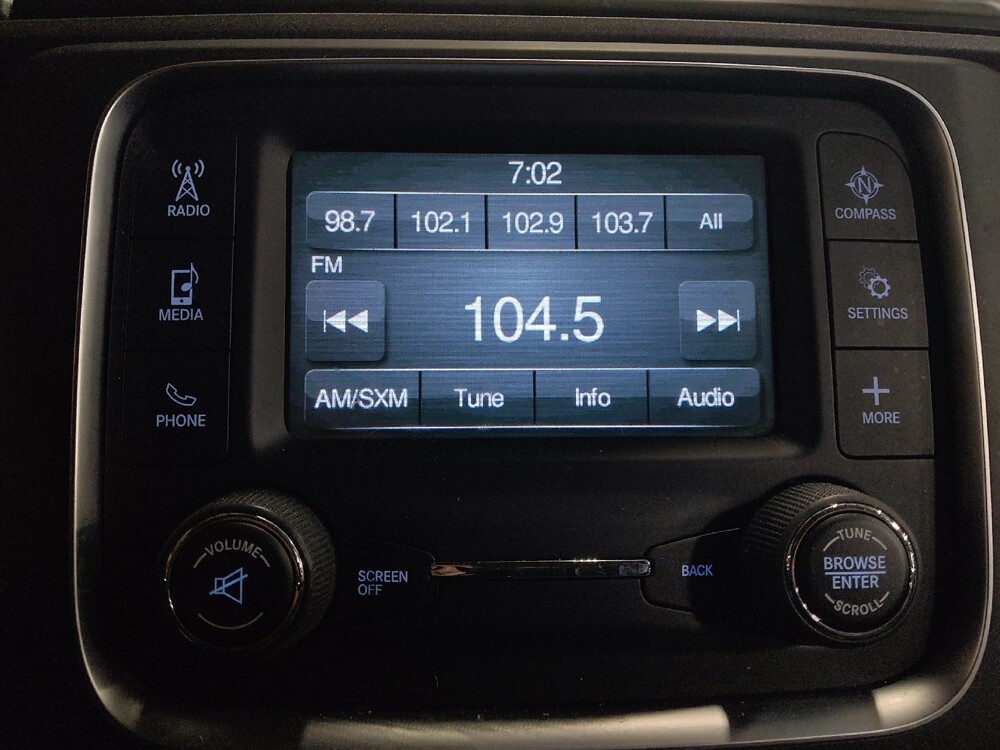 7:02
RADIO
98.7 102.1 102.9 103.7 All
N
COMPASS
FM
MEDIA
104.5
SETTINGS
AM/SXM Tune Info Audio
PHONE
MORE
VOLUME
SCREEN
OFF
BACK
TUNE
BROWSE
ENTER
SCROLL